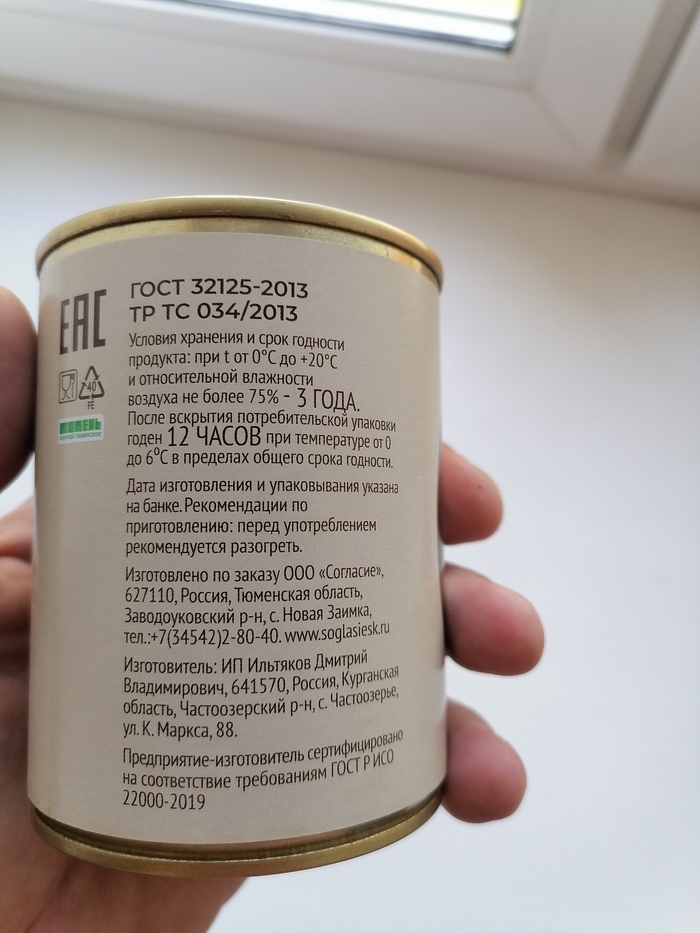 EAC
ГОСТ 32125-2013
ТР ТС 034/2013
Условия хранения и срок годности
продукта: при t от 0°С до +20°С
и относительной влажности
воздуха не более 75% - 3 ГОДА.
После вскрытия потребительской упаковки
годен 12 ЧАСОВ при температуре от 0
до 6°С в пределах общего срока годности.
40
FE
Дата изготовления и упаковывания указана
на банке. Рекомендации по
приготовлению: перед употреблением
рекомендуется разогреть.
Изготовлено по заказу ООО «Согласие»,
627110, Россия, Тюменская область,
Заводоуковский р-н, с. Новая Заимка,
тел.:+7(34542)2-80-40. www.soglasiesk.ru
Изготовитель: ИП Ильтяков Дмитрий
Владимирович, 641570, Россия, Курганская
область, Частоозерский р-н, с. Частоозерье,
ул. К. Маркса, 88.
Предприятие-изготовитель сертифицировано
на соответствие требованиям ГОСТ Р ИСО
22000-2019